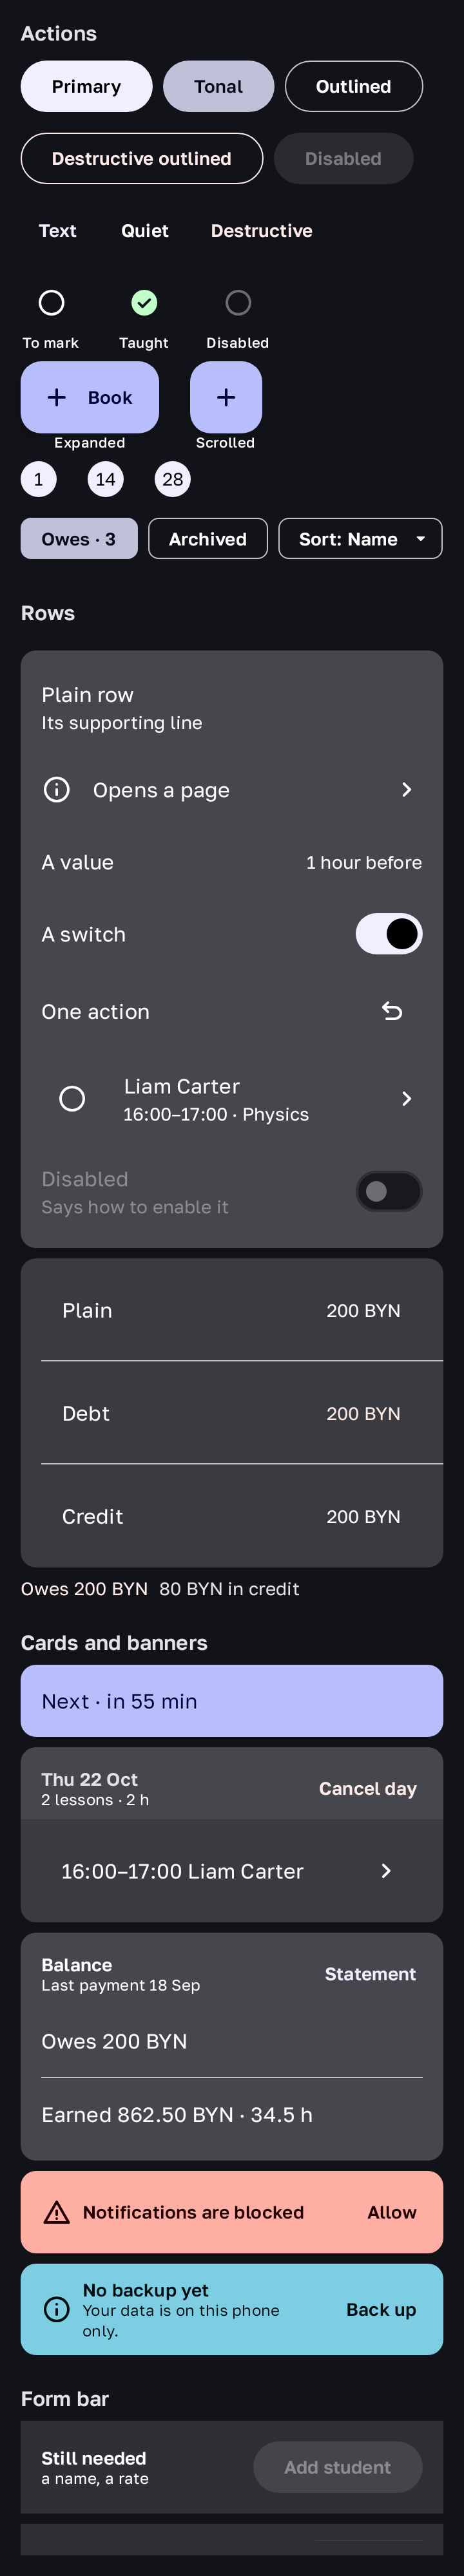 Actions
Primary
Tonal
Outlined
Destructive outlined
Disabled
Text
Quiet
Destructive
To mark
Taught
Disabled
Book
Expanded
Scrolled
1
14
28
Owes · 3
Archived
Sort: Name
Rows
Plain row
Its supporting line
Opens a page
A value
1 hour before
A switch
One action
Liam Carter
16:00–17:00 · Physics
Disabled
Says how to enable it
Plain
200 BYN
Debt
200 BYN
Credit
200 BYN
Owes 200 BYN
80 BYN in credit
Cards and banners
Next · in 55 min
Thu 22 Oct
2 lessons · 2 h
Cancel day
16:00–17:00 Liam Carter
Balance
Last payment 18 Sep
Statement
Owes 200 BYN
Earned 862.50 BYN · 34.5 h
Notifications are blocked
Allow
No backup yet
Your data is on this phone
only.
Back up
Form bar
Still needed
a name, a rate
Add student